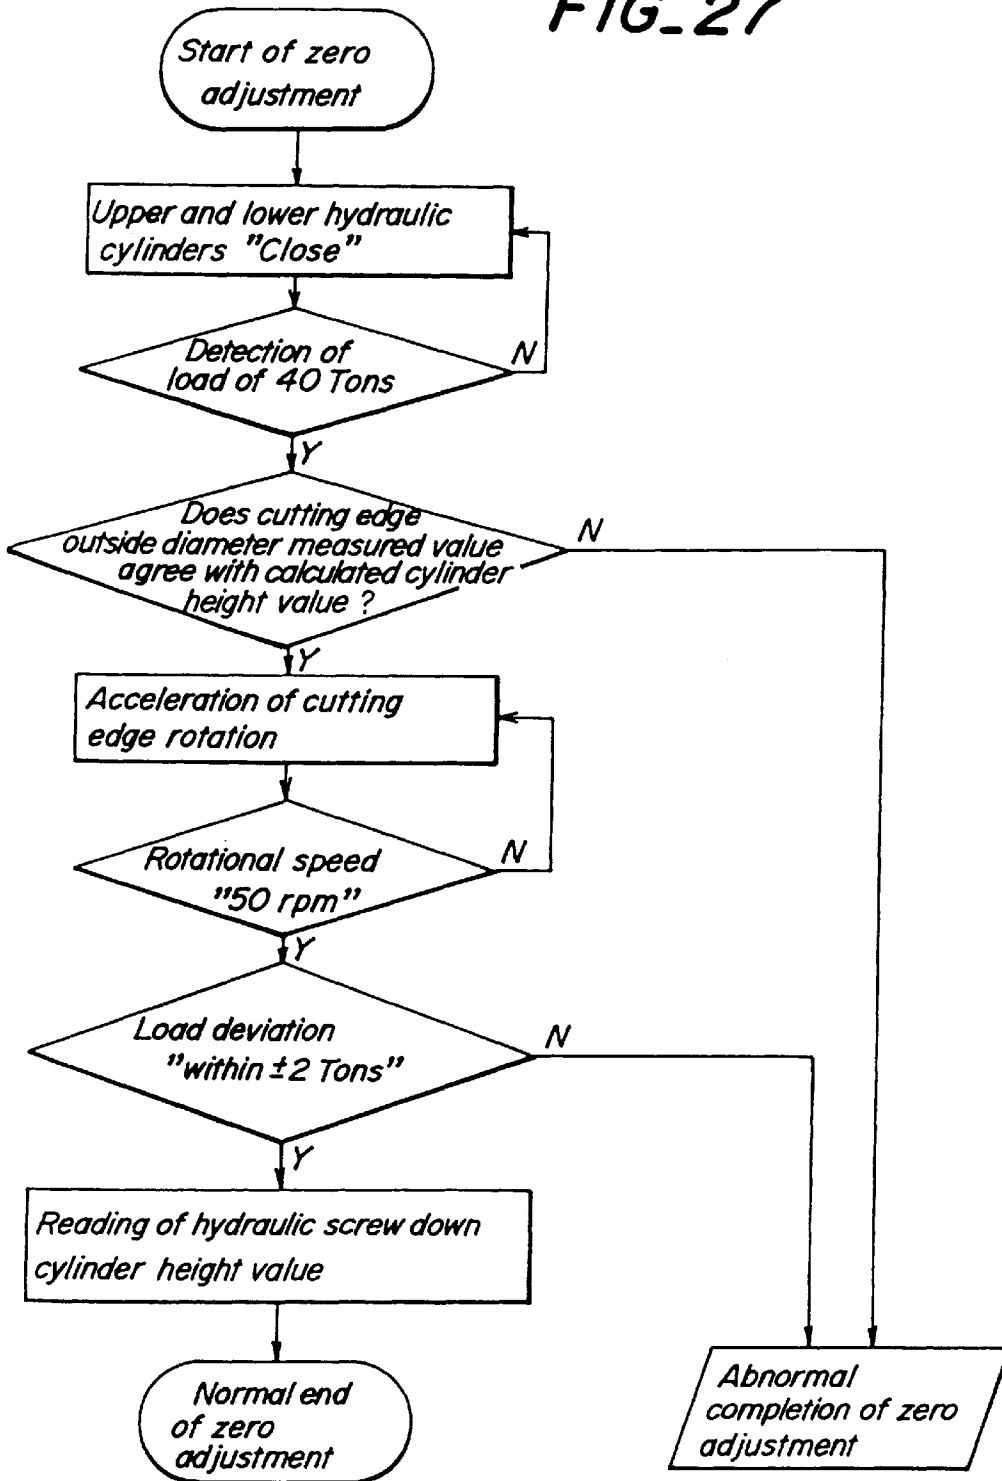 FIG_27
Start of zero
adjustment
Upper and lower hydraulic
cylinders "Close"
Detection of
load of 40 Tons
N
Y
Does cutting edge
outside diameter measured value
agree with calculated cylinder
height value ?
N
Y
Acceleration of cutting
edge rotation
Rotational speed
"50 rpm"
N
Y
Load deviation
"within ±2 Tons"
N
Y
Reading of hydraulic screw down
cylinder height value
Normal end
of zero
adjustment
Abnormal
completion of zero
adjustment